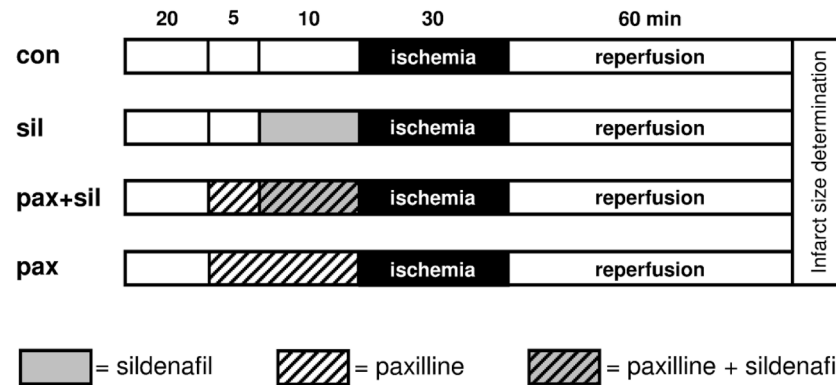 20 5 10 30 60 min
con ischemia reperfusion
sil ischemia reperfusion
pax+sil ischemia reperfusion
pax ischemia reperfusion
Infarct size determination
= sildenafil = paxilline = paxilline + sildenafi